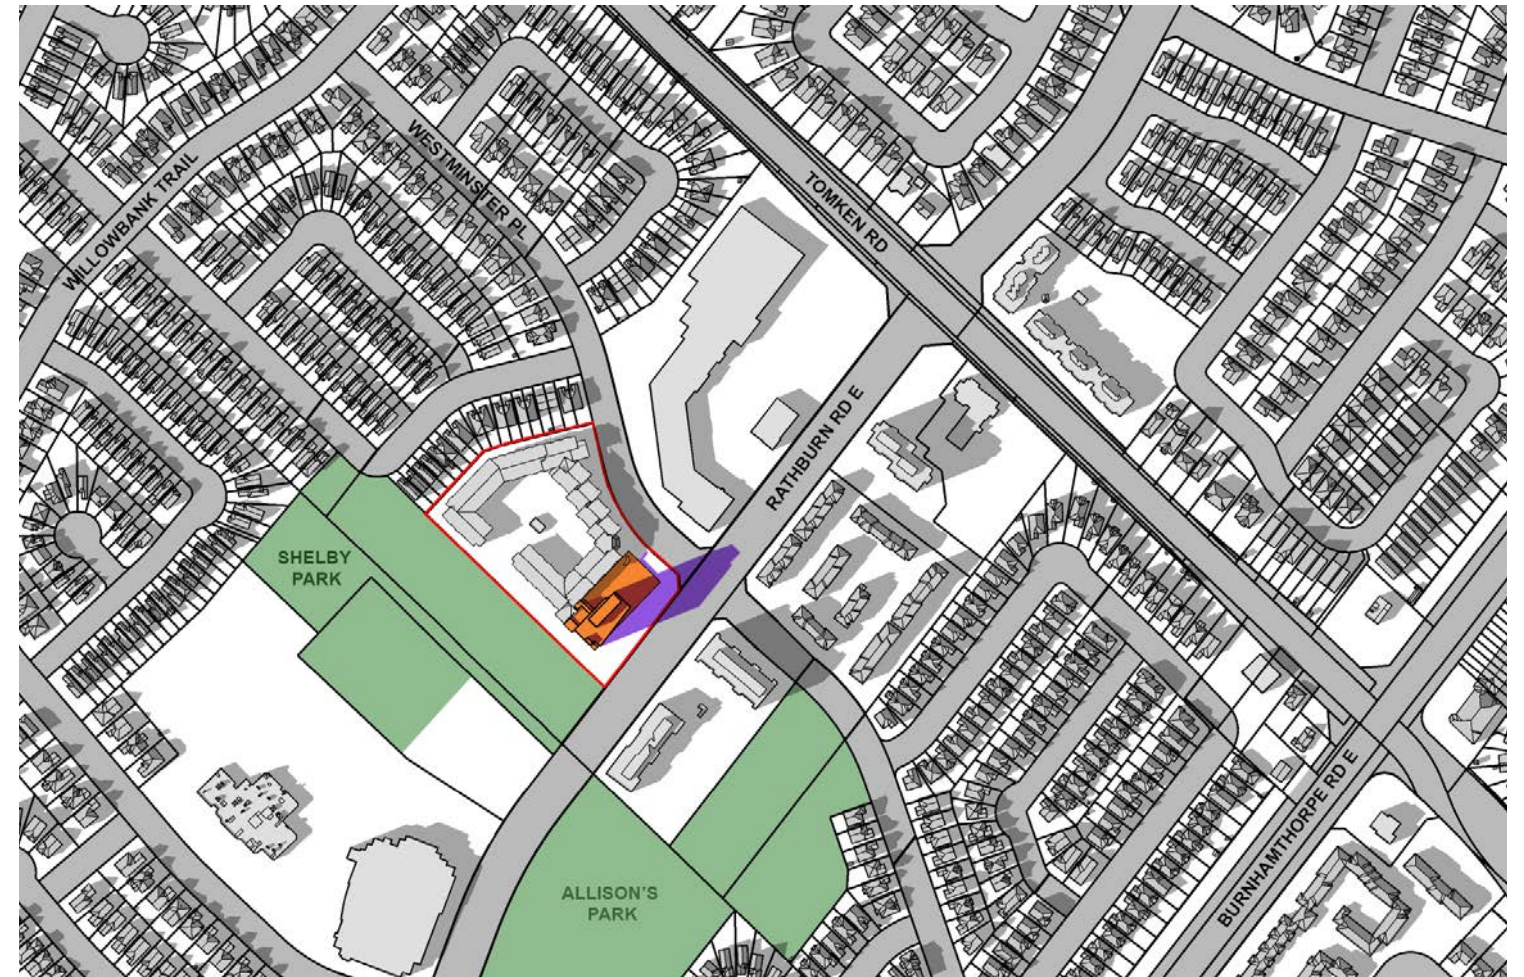 WESTMINSTER PL
WILLOWBANK TRAIL
TOMKEN RD
RATHBURN RD E
SHELBY
PARK
BURNHAMTHORPE RD E
ALLISON'S
PARK